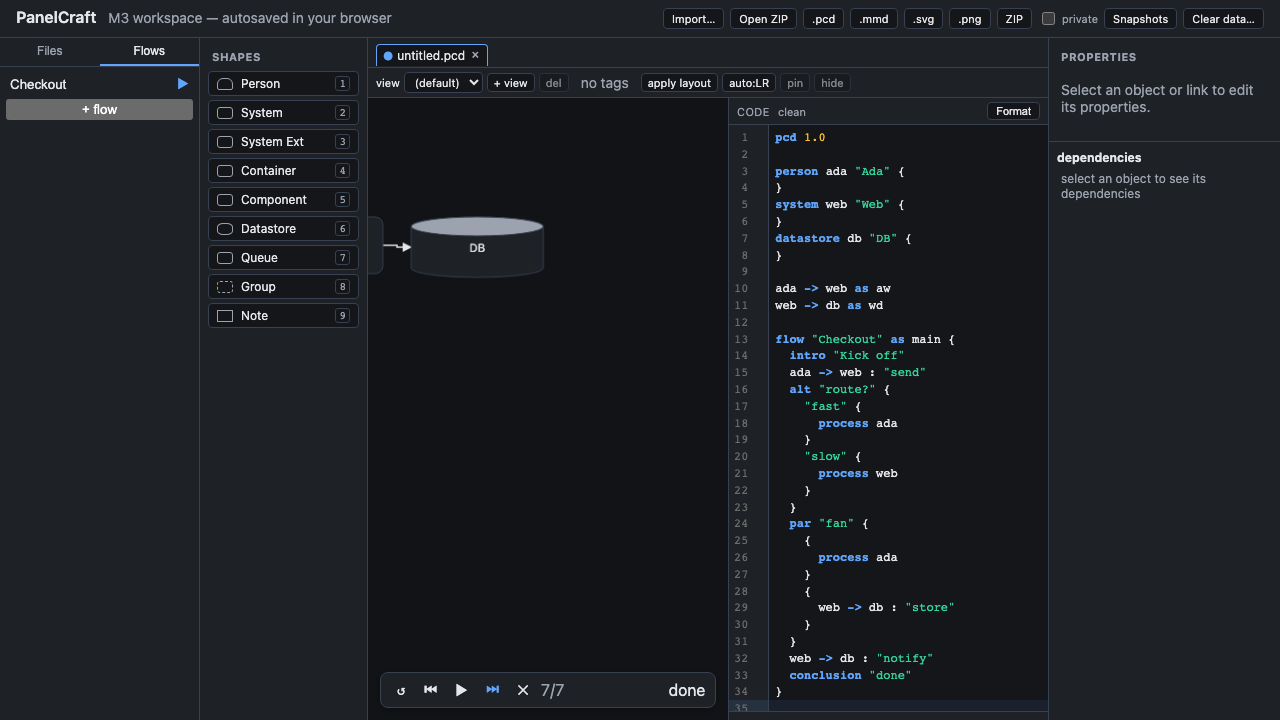 PanelCraft M3 workspace — autosaved in your browser Import... Open ZIP .pcd .mmd .svg .png ZIP private Snapshots Clear data...
Files Flows
Checkout
+ flow
SHAPES
Person 1
System 2
System Ext 3
Container 4
Component 5
Datastore 6
Queue 7
Group 8
Note 9
untitled.pcd ×
view (default) + view del no tags apply layout auto:LR pin hide
DB
7/7 done
CODE clean Format
1 pcd 1.0
2
3 person ada "Ada" {
4 }
5 system web "Web" {
6 }
7 datastore db "DB" {
8 }
9
10 ada -> web as aw
11 web -> db as wd
12
13 flow "Checkout" as main {
14 intro "Kick off"
15 ada -> web : "send"
16 alt "route?" {
17 "fast" {
18 process ada
19 }
20 "slow" {
21 process web
22 }
23 }
24 par "fan" {
25 {
26 process ada
27 }
28 {
29 web -> db : "store"
30 }
31 }
32 web -> db : "notify"
33 conclusion "done"
34 }
35
PROPERTIES
Select an object or link to edit
its properties.
dependencies
select an object to see its
dependencies